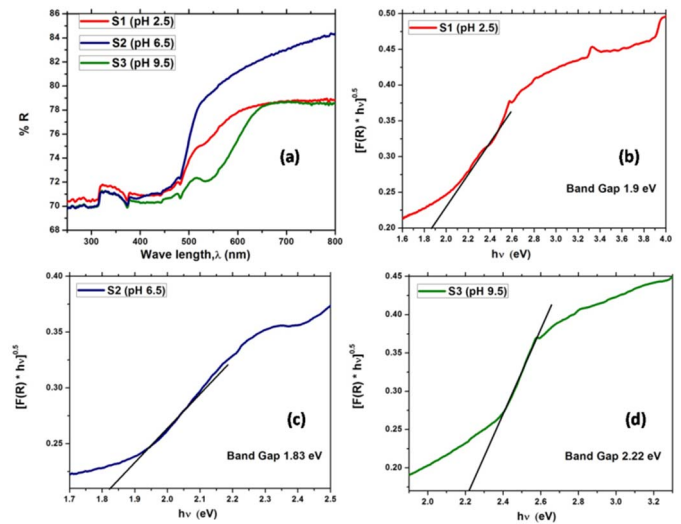 S1 (pH 2.5)
S2 (pH 6.5)
S3 (pH 9.5)
86
84
82
80
78
76
74
72
70
68
% R
300 400 500 600 700 800
Wave length,λ (nm)
(a)
S1 (pH 2.5)
0.50
0.45
0.40
0.35
0.30
0.25
0.20
[F(R) * hν]^0.5
(b)
Band Gap 1.9 eV
1.6 1.8 2.0 2.2 2.4 2.6 2.8 3.0 3.2 3.4 3.6 3.8 4.0
hν (eV)
S2 (pH 6.5)
0.40
0.35
0.30
0.25
[F(R) * hν]^0.5
(c)
Band Gap 1.83 eV
1.7 1.8 1.9 2.0 2.1 2.2 2.3 2.4 2.5
hν (eV)
S3 (pH 9.5)
0.45
0.40
0.35
0.30
0.25
0.20
[F(R) * hν]^0.5
(d)
Band Gap 2.22 eV
2.0 2.2 2.4 2.6 2.8 3.0 3.2
hν (eV)